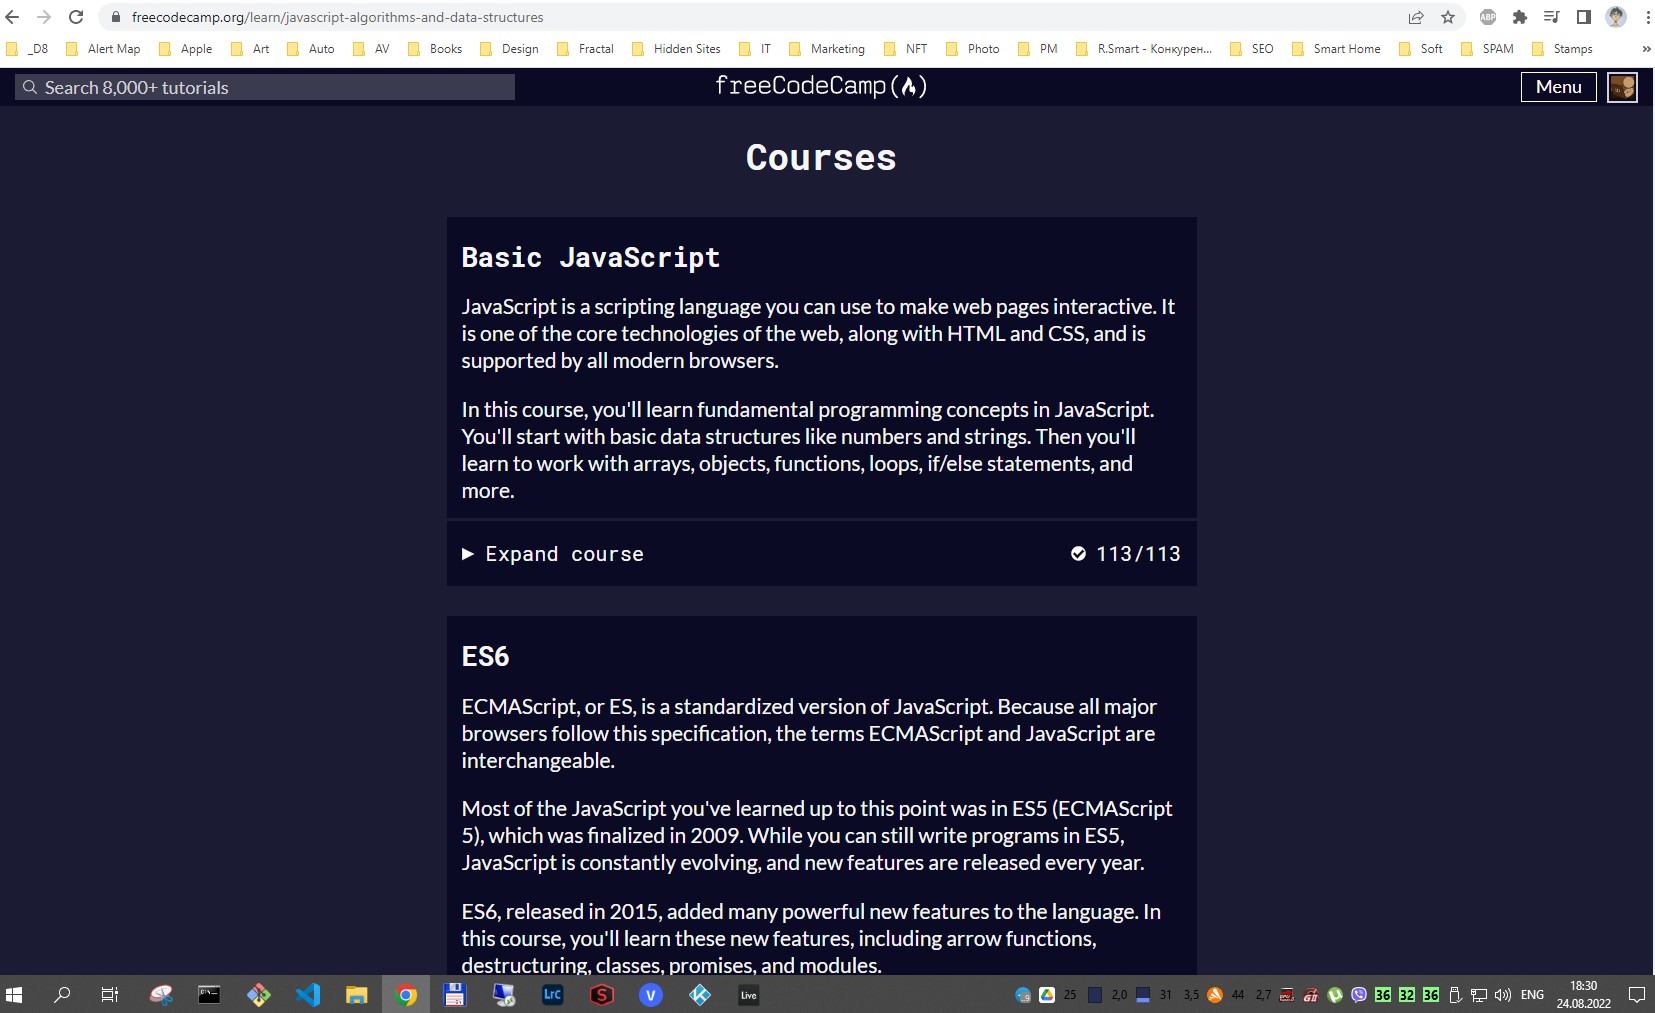 freecodecamp.org/learn/javascript-algorithms-and-data-structures
ABP
_D8 Alert Map Apple Art Auto AV Books Design Fractal Hidden Sites IT Marketing NFT Photo PM R.Smart - Конкурен... SEO Smart Home Soft SPAM Stamps »
Search 8,000+ tutorials
freeCodeCamp
Menu
Courses
Basic JavaScript
JavaScript is a scripting language you can use to make web pages interactive. It
is one of the core technologies of the web, along with HTML and CSS, and is
supported by all modern browsers.
In this course, you'll learn fundamental programming concepts in JavaScript.
You'll start with basic data structures like numbers and strings. Then you'll
learn to work with arrays, objects, functions, loops, if/else statements, and
more.
Expand course
113/113
ES6
ECMAScript, or ES, is a standardized version of JavaScript. Because all major
browsers follow this specification, the terms ECMAScript and JavaScript are
interchangeable.
Most of the JavaScript you've learned up to this point was in ES5 (ECMAScript
5), which was finalized in 2009. While you can still write programs in ES5,
JavaScript is constantly evolving, and new features are released every year.
ES6, released in 2015, added many powerful new features to the language. In
this course, you'll learn these new features, including arrow functions,
destructuring, classes, promises, and modules.
LrC S V Live 25 2,0 31 3,5 44 2,7 36 32 36 ENG
18:30
24.08.2022